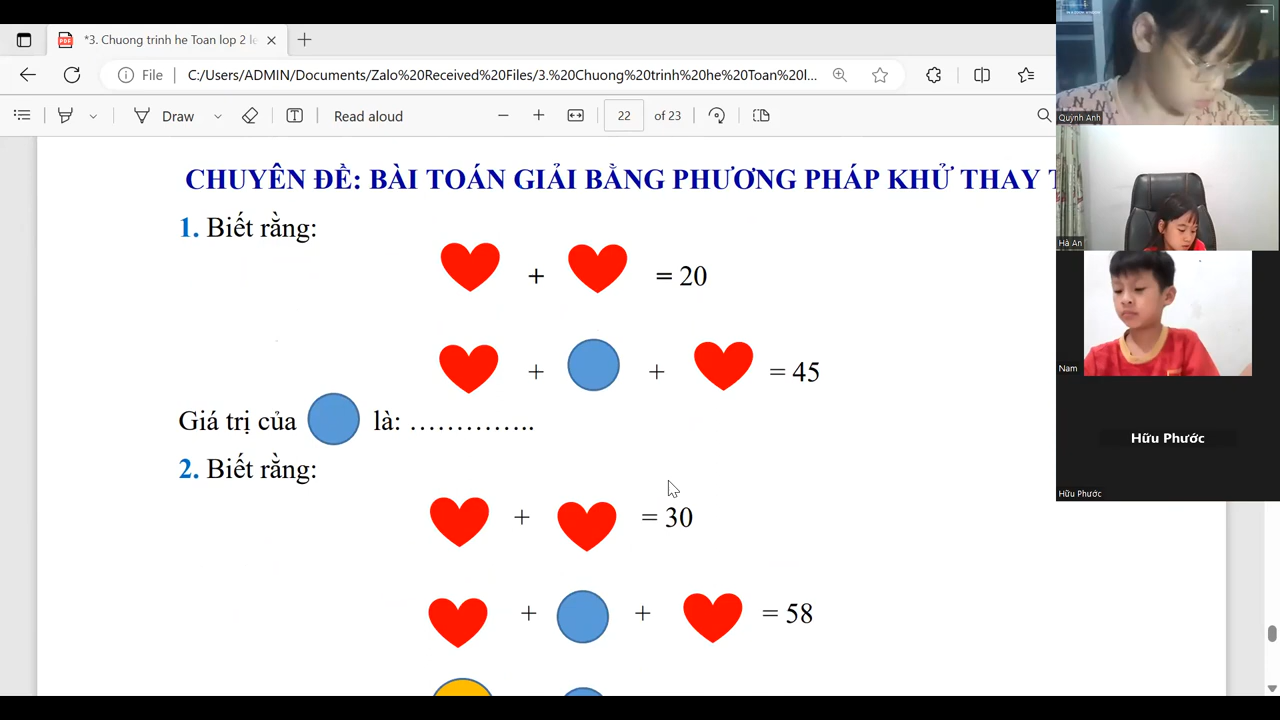 *3. Chuong trinh he Toan lop 2 le
File
C:/Users/ADMIN/Documents/Zalo%20Received%20Files/3.%20Chuong%20trinh%20he%20Toan%20l...
Draw
Read aloud
22
of 23
CHUYÊN ĐỀ: BÀI TOÁN GIẢI BẰNG PHƯƠNG PHÁP KHỬ THAY T
1. Biết rằng:
+ = 20
+ + = 45
Giá trị của là: …………..
2. Biết rằng:
+ = 30
+ + = 58
Quỳnh Anh
Hà An
Nam
Hữu Phước
Hữu Phước